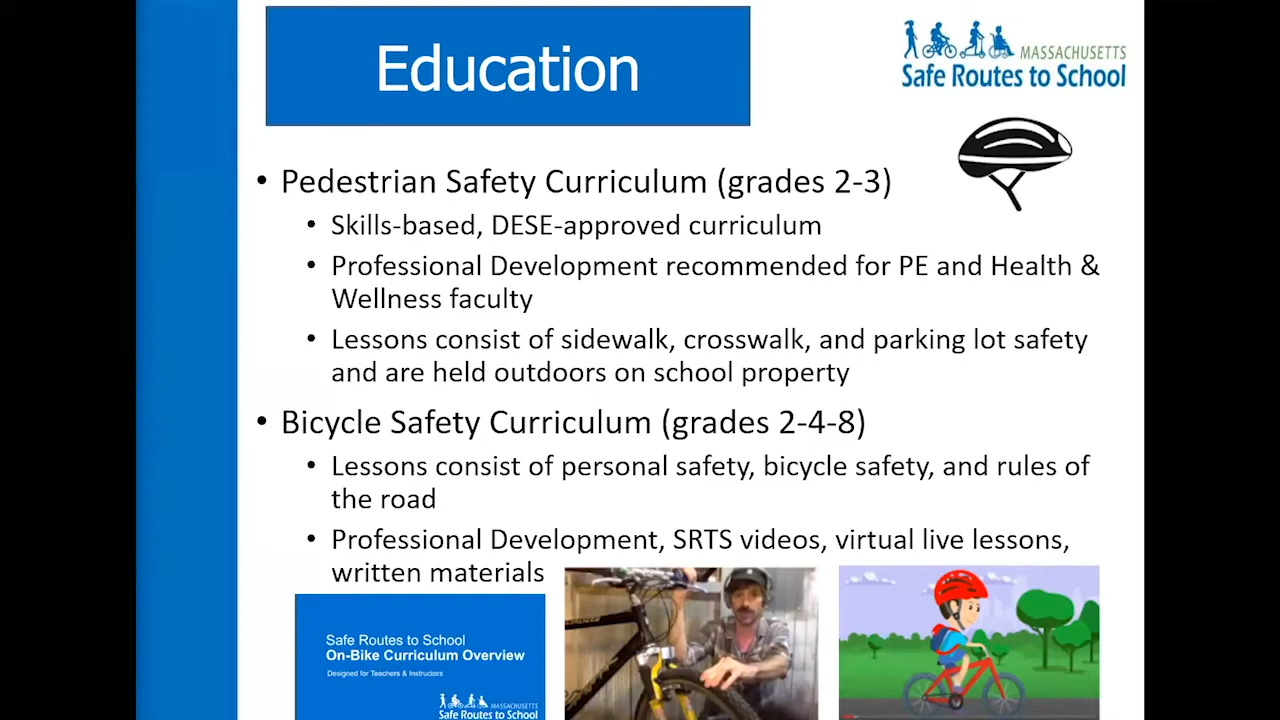 Education
MASSACHUSETTS
Safe Routes to School
• Pedestrian Safety Curriculum (grades 2-3)
• Skills-based, DESE-approved curriculum
• Professional Development recommended for PE and Health &
Wellness faculty
• Lessons consist of sidewalk, crosswalk, and parking lot safety
and are held outdoors on school property
• Bicycle Safety Curriculum (grades 2-4-8)
• Lessons consist of personal safety, bicycle safety, and rules of
the road
• Professional Development, SRTS videos, virtual live lessons,
written materials
Safe Routes to School
On-Bike Curriculum Overview
Designed for Teachers & Instructors
MASSACHUSETTS
Safe Routes to School